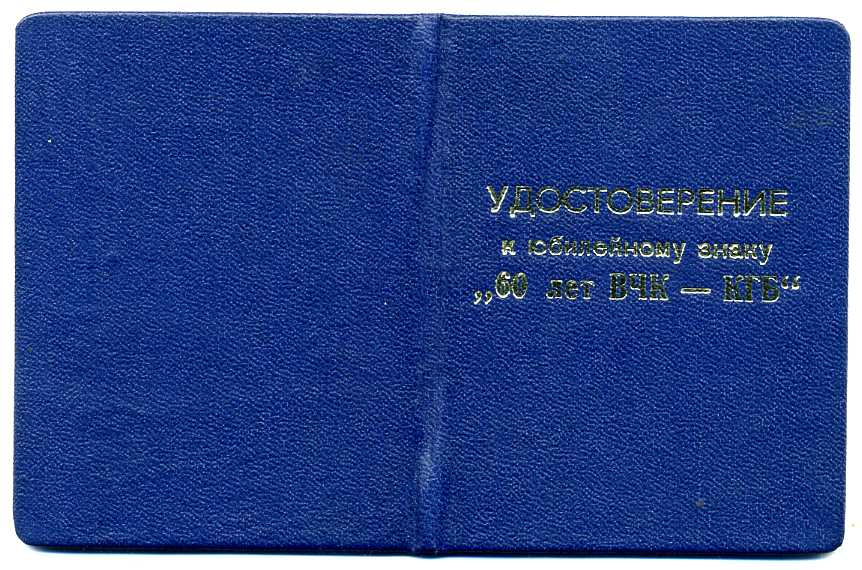 УДОСТОВЕРЕНИЕ
к юбилейному знаку
„60 лет ВЧК — КГБ“